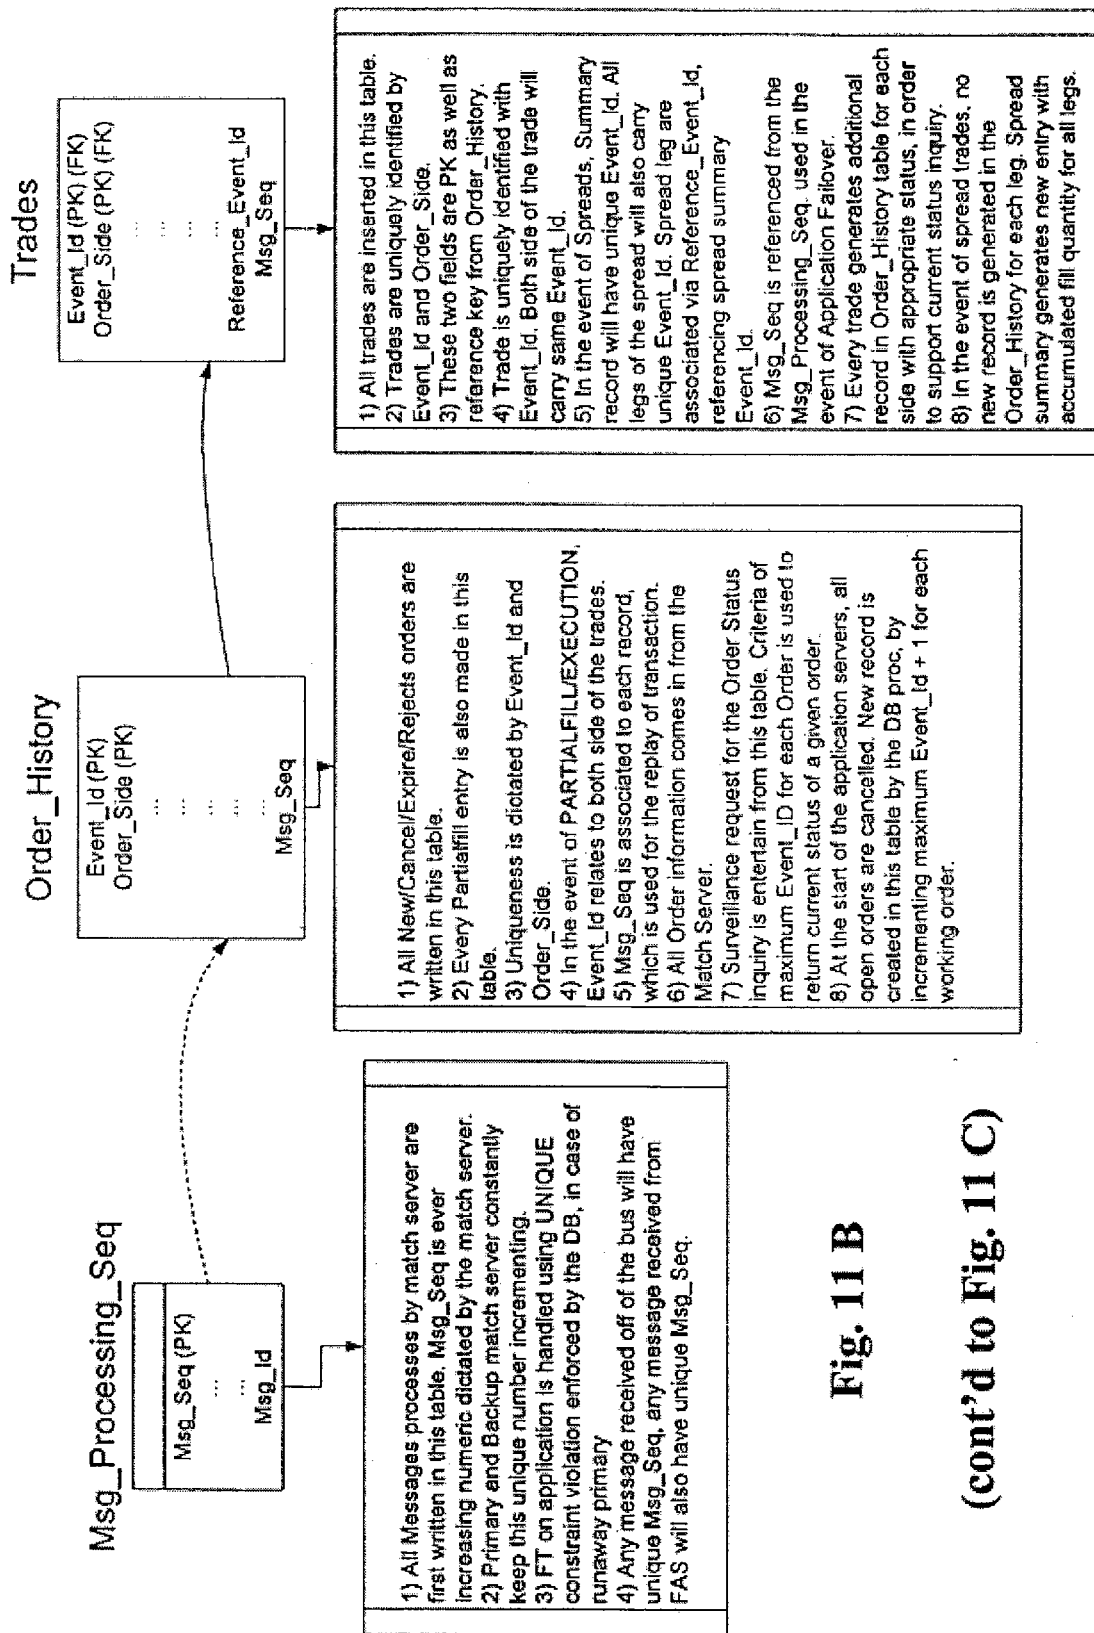 Msg_Processing_Seq
Msg_Seq (PK)
...
...
Msg_Id
1) All Messages processes by match server are
first written in this table. Msg_Seq is ever
increasing numeric dictated by the match server.
2) Primary and Backup match server constantly
keep this unique number incrementing.
3) FT on application is handled using UNIQUE
constraint violation enforced by the DB, in case of
runaway primary
4) Any message received off of the bus will have
unique Msg_Seq, any message received from
FAS will also have unique Msg_Seq.
Order_History
Event_Id (PK)
Order_Side (PK)
...
...
...
...
...
Msg_Seq
1) All New/Cancel/Expire/Rejects orders are
written in this table.
2) Every Partialfill entry is also made in this
table.
3) Uniqueness is dictated by Event_Id and
Order_Side.
4) In the event of PARTIALFILL/EXECUTION,
Event_Id relates to both side of the trades.
5) Msg_Seq is associated to each record,
which is used for the replay of transaction.
6) All Order information comes in from the
Match Server.
7) Surveillance request for the Order Status
inquiry is entertain from this table. Criteria of
maximum Event_ID for each Order is used to
return current status of a given order.
8) At the start of the application servers, all
open orders are cancelled. New record is
created in this table by the DB proc, by
incrementing maximum Event_Id + 1 for each
working order.
Trades
Event_Id (PK) (FK)
Order_Side (PK) (FK)
...
...
...
Reference_Event_Id
Msg_Seq
1) All trades are inserted in this table.
2) Trades are uniquely identified by
Event_Id and Order_Side.
3) These two fields are PK as well as
reference key from Order_History.
4) Trade is uniquely identified with
Event_Id. Both side of the trade will
carry same Event_Id.
5) In the event of Spreads, Summary
record will have unique Event_Id. All
legs of the spread will also carry
unique Event_Id. Spread leg are
associated via Reference_Event_Id,
referencing spread summary
Event_Id.
6) Msg_Seq is referenced from the
Msg_Processing_Seq. used in the
event of Application Failover.
7) Every trade generates additional
record in Order_History table for each
side with appropriate status, in order
to support current status inquiry.
8) In the event of spread trades, no
new record is generated in the
Order_History for each leg. Spread
summary generates new entry with
accumulated fill quantity for all legs.
Fig. 11 B
(cont'd to Fig. 11 C)